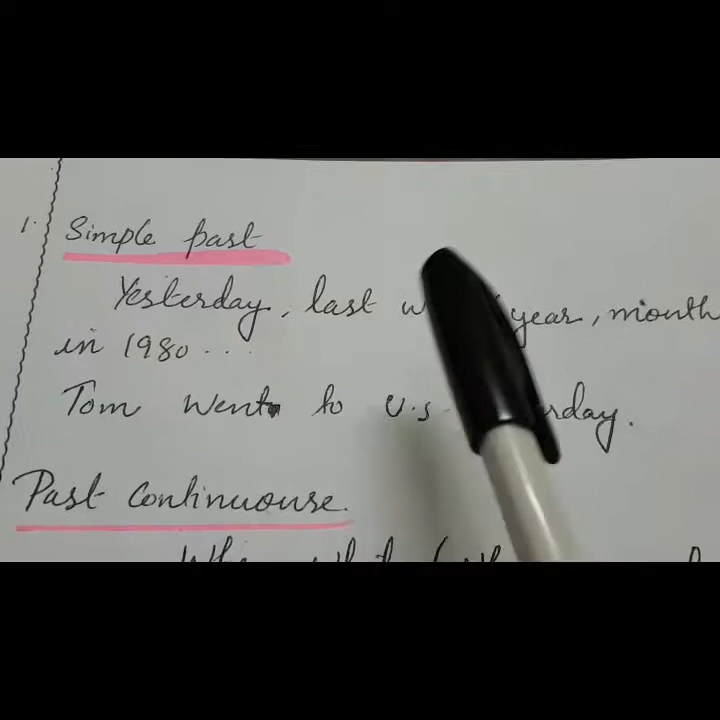 1. Simple past
Yesterday, last year, month
in 1980 ...
Tom went to U.S
Past continuouse.